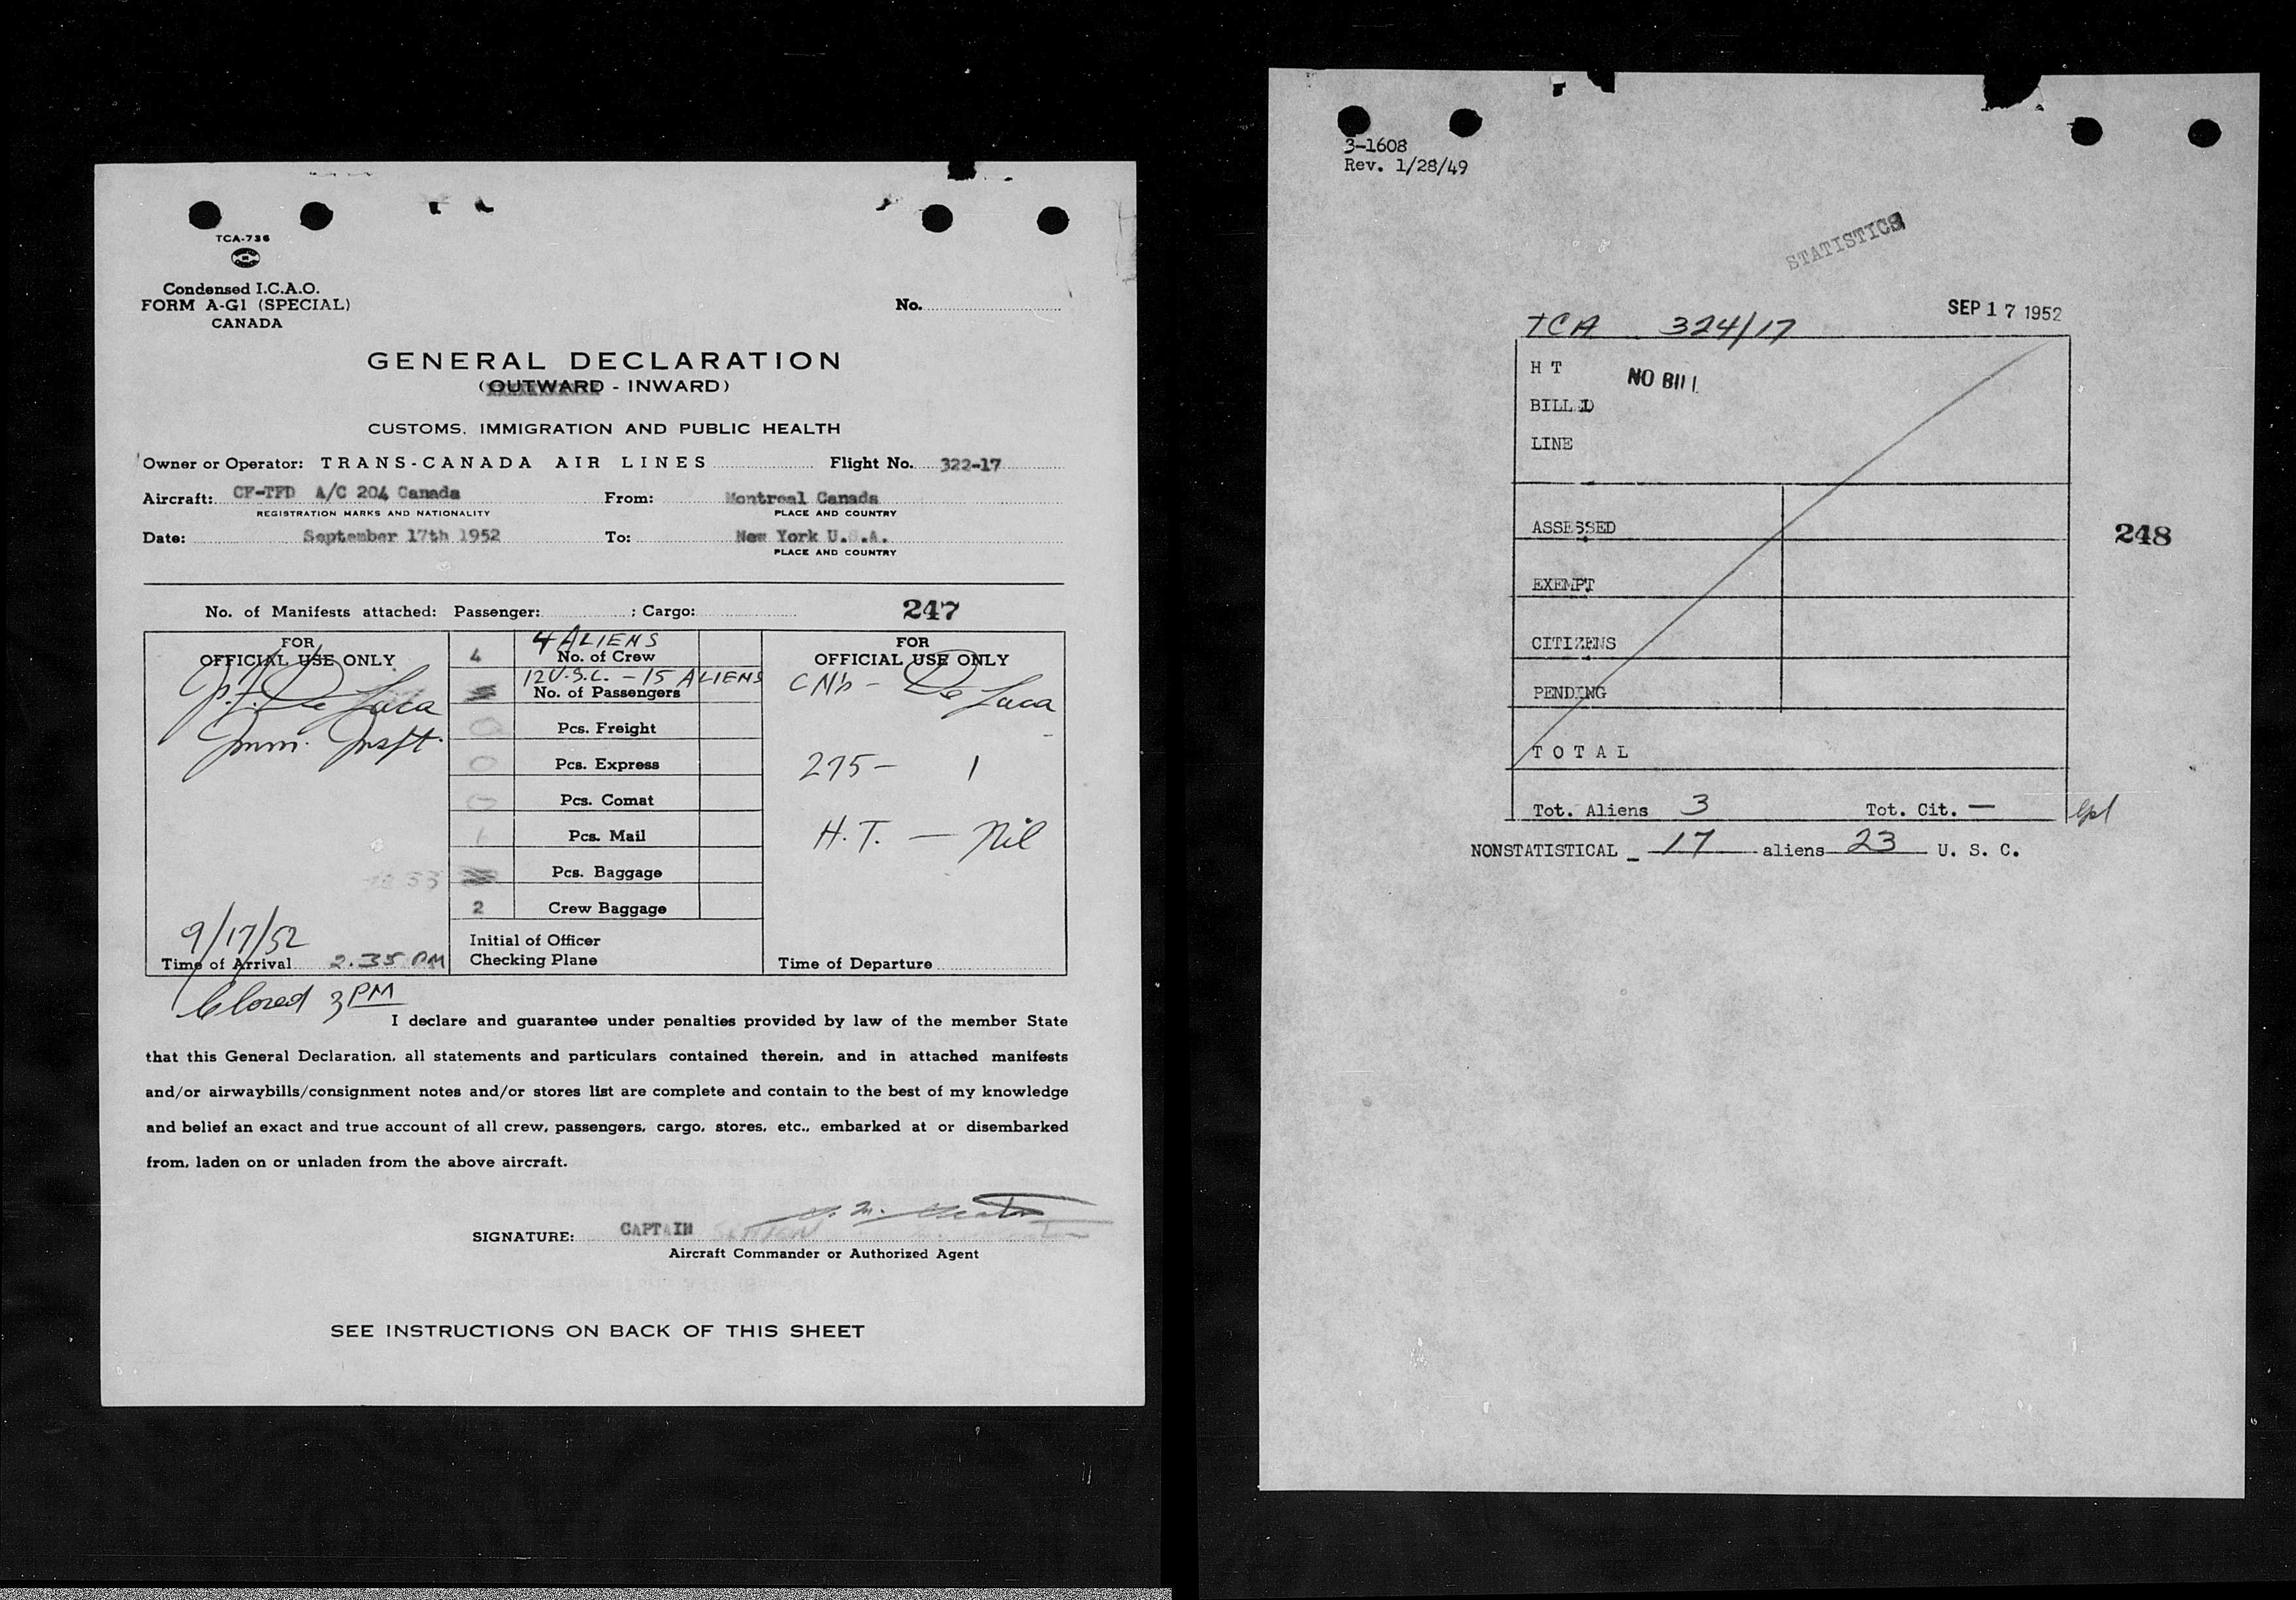 TCA-736
Condensed I.C.A.O.
FORM A-G1 (SPECIAL)
CANADA
No.
GENERAL DECLARATION
(OUTWARD - INWARD)
CUSTOMS, IMMIGRATION AND PUBLIC HEALTH
Owner or Operator: TRANS-CANADA AIR LINES Flight No. 322-17
Aircraft: CF-TFD A/C 204 Canada From: Montreal Canada
REGISTRATION MARKS AND NATIONALITY PLACE AND COUNTRY
Date: September 17th 1952 To: New York U.S.A.
PLACE AND COUNTRY
No. of Manifests attached: Passenger: ; Cargo: 247
FOR
OFFICIAL USE ONLY
P. J. De Luca
Imm. Inspt.
9/17/52
Time of Arrival 2.35 PM
Closed 3 PM
4 ALIENS
4 No. of Crew
12 U.S.C. - 15 ALIENS
No. of Passengers
0 Pcs. Freight
0 Pcs. Express
0 Pcs. Comat
1 Pcs. Mail
Pcs. Baggage
2 Crew Baggage
Initial of Officer
Checking Plane
FOR
OFFICIAL USE ONLY
De Luca
275- 1
H.T. — Nil
Time of Departure
I declare and guarantee under penalties provided by law of the member State
that this General Declaration, all statements and particulars contained therein, and in attached manifests
and/or airwaybills/consignment notes and/or stores list are complete and contain to the best of my knowledge
and belief an exact and true account of all crew, passengers, cargo, stores, etc., embarked at or disembarked
from, laden on or unladen from the above aircraft.
SIGNATURE: CAPTAIN
Aircraft Commander or Authorized Agent
SEE INSTRUCTIONS ON BACK OF THIS SHEET
3-1608
Rev. 1/28/49
STATISTICS
SEP 17 1952
TCA 324/17
H T
NO BILL
BILLED
LINE
ASSESSED
248
EXEMPT
CITIZENS
PENDING
TOTAL
Tot. Aliens 3 Tot. Cit. —
NONSTATISTICAL - 17 aliens 23 U. S. C.